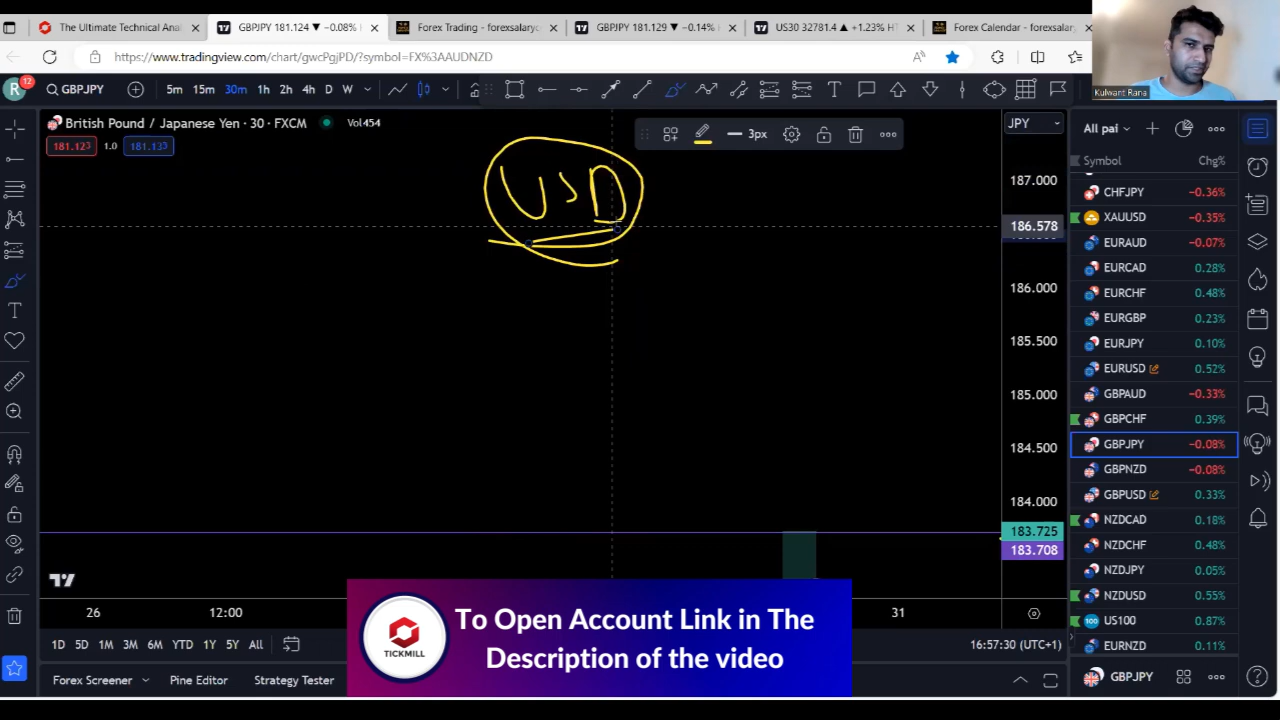 The Ultimate Technical Anal
GBPJPY 181.124 ▼ −0.08% H
Forex Trading - forexsalary
GBPJPY 181.129 ▼ −0.14% H
US30 32781.4 ▲ +1.23% H
Forex Calendar - forexsalary
https://www.tradingview.com/chart/gwcPgjPD/?symbol=FX%3AAUDNZD
Kulwant Rana
R 12
GBPJPY
5m 15m 30m 1h 2h 4h D W
British Pound / Japanese Yen · 30 · FXCM
Vol454
181.123 1.0 181.133
3px
USD
JPY
187.000
186.578
186.000
185.500
185.000
184.500
184.000
183.725
183.708
All pai
Symbol Chg%
CHFJPY −0.36%
XAUUSD −0.35%
EURAUD −0.07%
EURCAD 0.28%
EURCHF 0.48%
EURGBP 0.23%
EURJPY 0.10%
EURUSD 0.52%
GBPAUD −0.33%
GBPCHF 0.39%
GBPJPY −0.08%
GBPNZD −0.08%
GBPUSD 0.33%
NZDCAD 0.18%
NZDCHF 0.48%
NZDJPY 0.05%
NZDUSD 0.55%
100 US100 0.87%
EURNZD 0.11%
GBPJPY
26 12:00 31
1D 5D 1M 3M 6M YTD 1Y 5Y All
16:57:30 (UTC+1)
Forex Screener Pine Editor Strategy Tester
TICKMILL
To Open Account Link in The
Description of the video